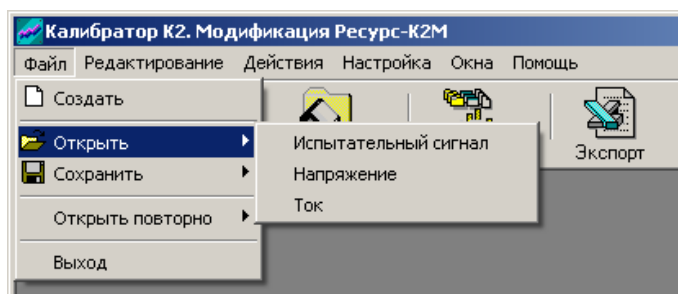 Калибратор К2. Модификация Ресурс-К2М
Файл Редактирование Действия Настройка Окна Помощь
Создать
Открыть
Сохранить
Открыть повторно
Выход
Испытательный сигнал
Напряжение
Ток
Экспорт